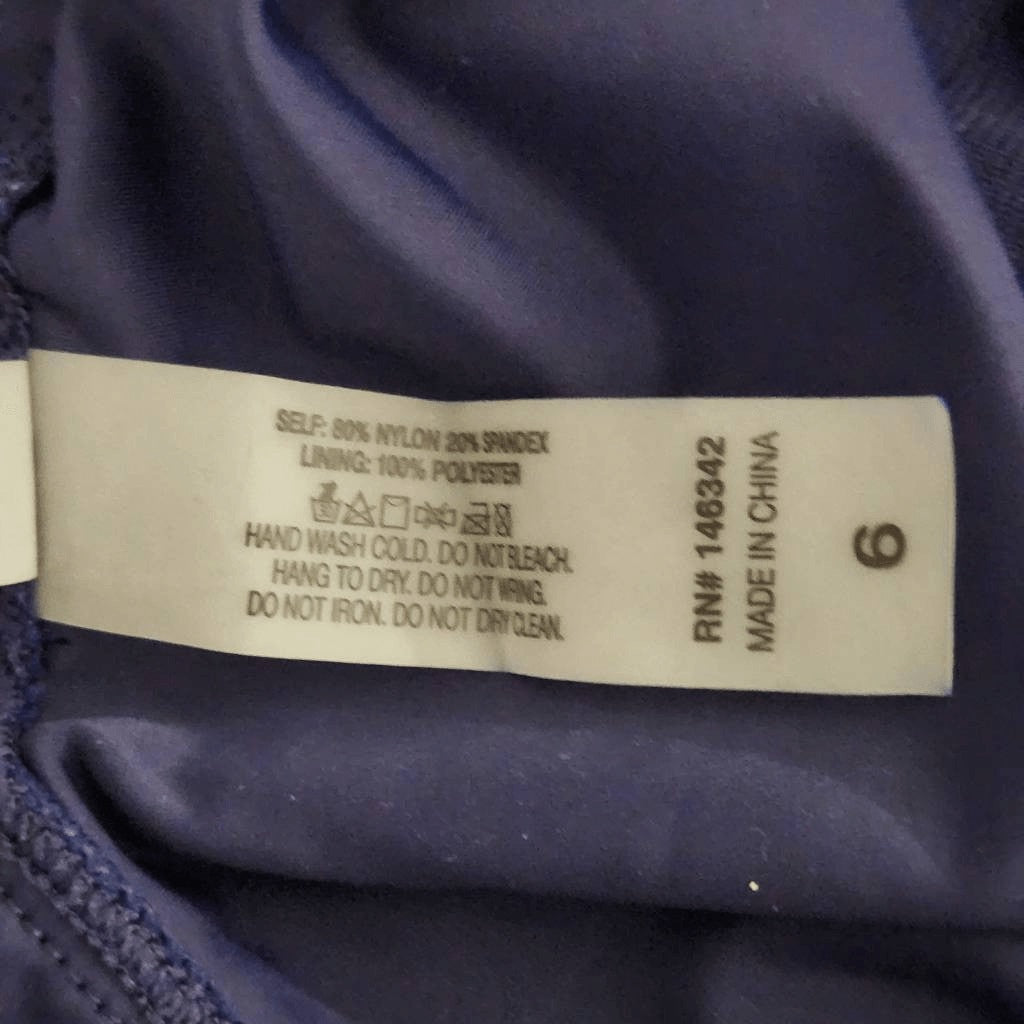 SELF: 80% NYLON 20% SPANDEX
LINING: 100% POLYESTER
HAND WASH COLD. DO NOT BLEACH.
HANG TO DRY. DO NOT WRING.
DO NOT IRON. DO NOT DRY CLEAN.
RN# 146342
MADE IN CHINA
6